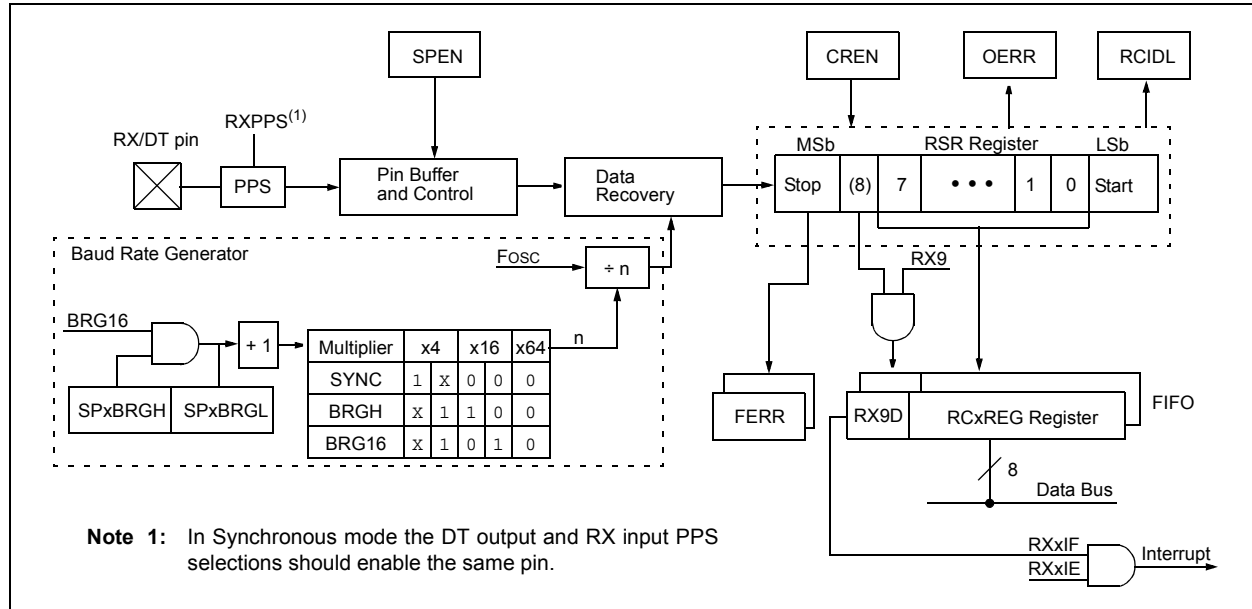 SPEN
CREN
OERR
RCIDL
RXPPS(1)
RX/DT pin
PPS
Pin Buffer
and Control
Data
Recovery
MSb RSR Register LSb
Stop (8) 7 • • • 1 0 Start
Baud Rate Generator
FOSC
÷ n
RX9
BRG16
+ 1
n
SPxBRGH SPxBRGL
Multiplier x4 x16 x64
SYNC 1 X 0 0 0
BRGH X 1 1 0 0
BRG16 X 1 0 1 0
FERR
RX9D RCxREG Register
FIFO
8
Data Bus
RXxIF
RXxIE
Interrupt
Note 1: In Synchronous mode the DT output and RX input PPS
selections should enable the same pin.